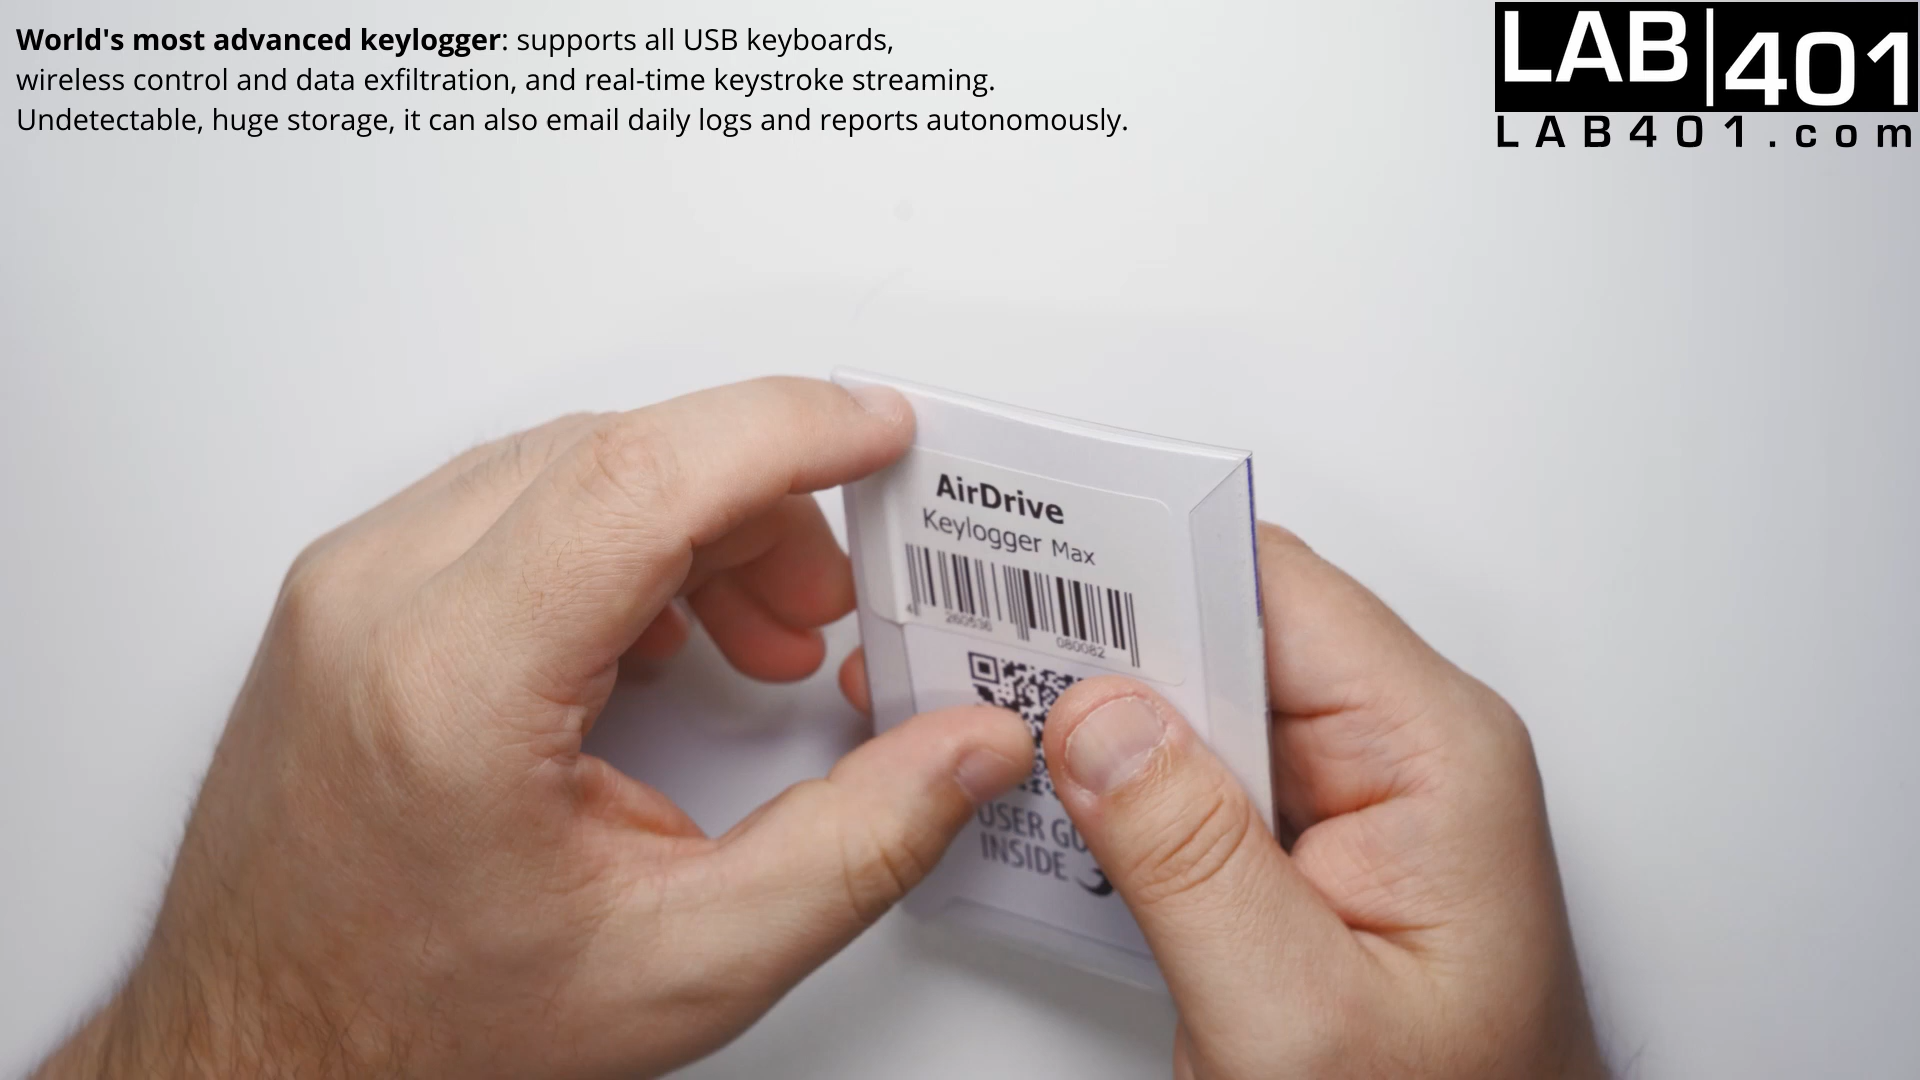 World's most advanced keylogger: supports all USB keyboards,
wireless control and data exfiltration, and real-time keystroke streaming.
Undetectable, huge storage, it can also email daily logs and reports autonomously.
LAB|401
LAB401.com
AirDrive
Keylogger Max
4 260536 080082
USER
INSIDE